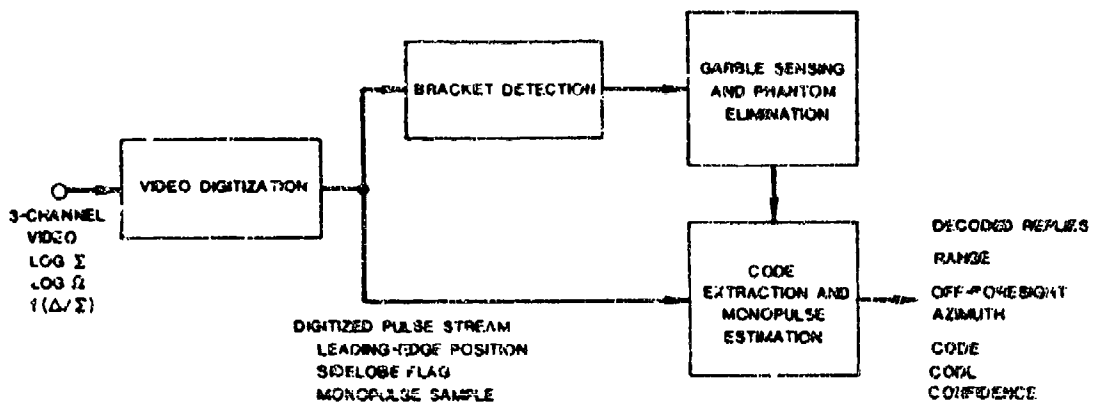 BRACKET DETECTION
GARBLE SENSING
AND PHANTOM
ELIMINATION
VIDEO DIGITIZATION
3-CHANNEL
VIDEO
LOG Σ
LOG Ω
f(Δ/Σ)
CODE
EXTRACTION AND
MONOPULSE
ESTIMATION
DIGITIZED PULSE STREAM
LEADING-EDGE POSITION
SIDELOBE FLAG
MONOPULSE SAMPLE
DECODED REPLIES
RANGE
OFF-BORESIGHT
AZIMUTH
CODE
CODE
CONFIDENCE